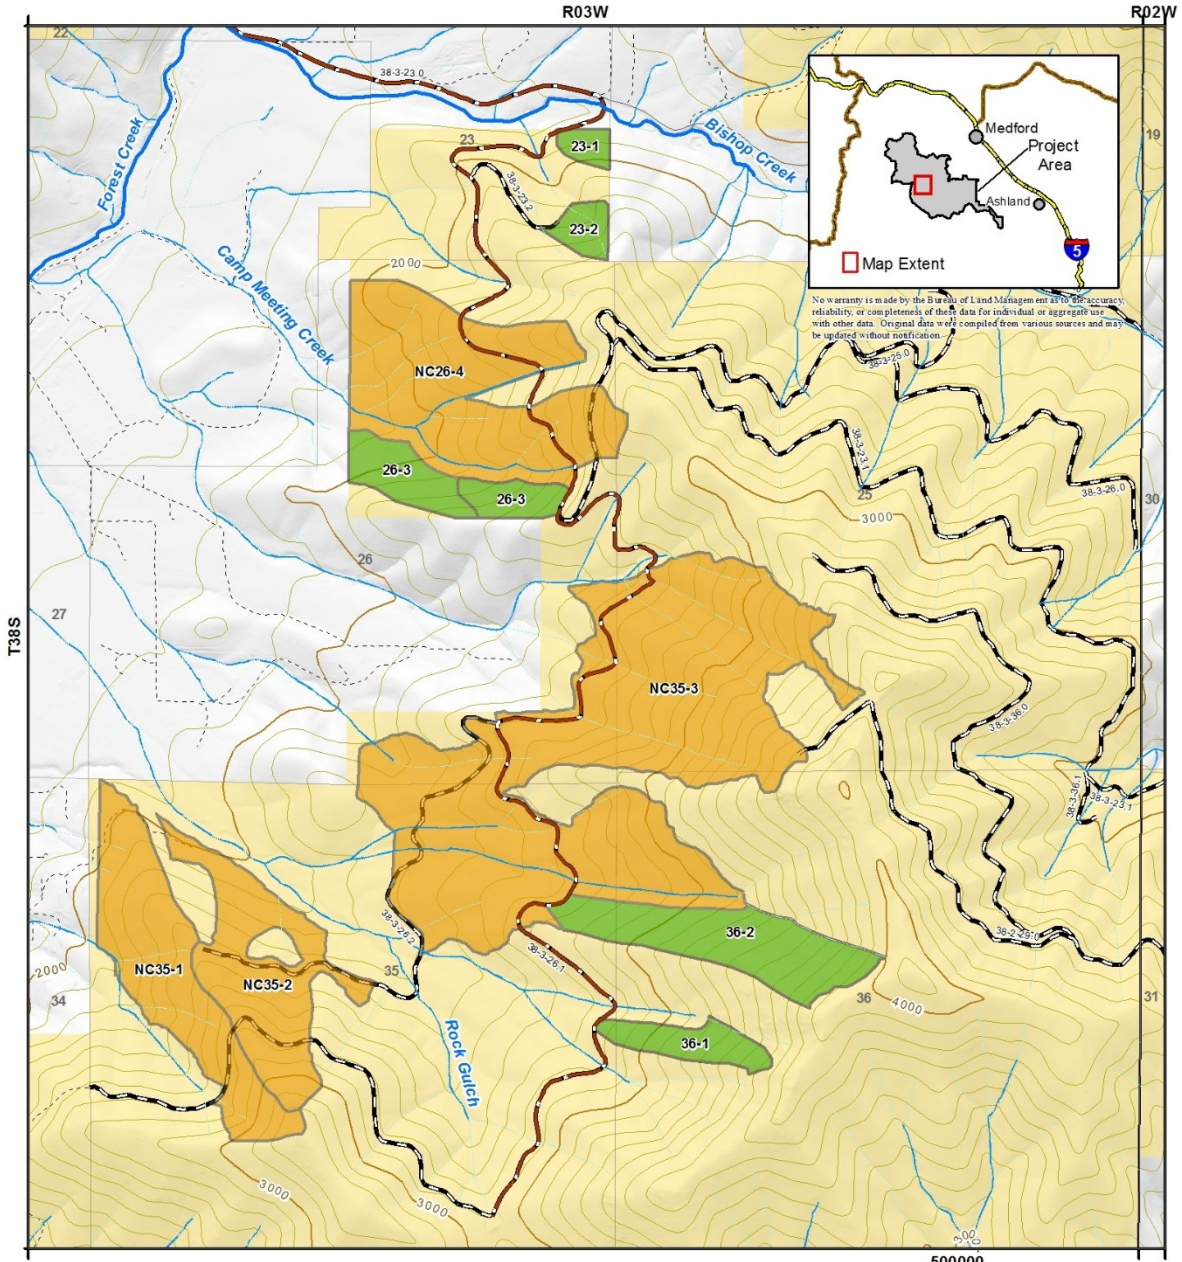 R03W
R02W
22
38-3-23.0
Forest Creek
23
23-1
Bishop Creek
19
38-3-23.2
23-2
Medford
Project
Area
Ashland
5
Map Extent
No warranty is made by the Bureau of Land Management as to the accuracy,
reliability, or completeness of these data for individual or aggregate use
with other data. Original data were compiled from various sources and may
be updated without notification.
Camp Meeting Creek
2000
38-3-25.0
NC26-4
38-3-23.1
26-3
26-3
25
38-3-26.0
30
3000
26
27
T38S
NC35-3
38-3-36.0
38-3-36.1
38-3-23.1
38-3-26.2
36-2
38-2-29.0
38-3-26.1
2000
NC35-1
NC35-2
35
34
36
4000
31
Rock Gulch
36-1
3000
3000
500000